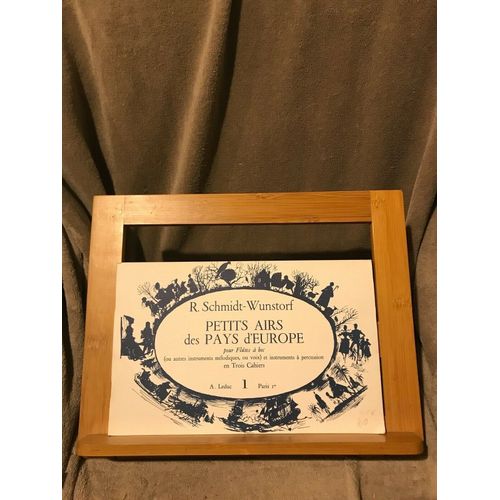 R. Schmidt-Wunstorf
PETITS AIRS
des PAYS d'EUROPE
pour Flûtes à bec
(ou autres instruments mélodiques, ou voix) et instruments à percussion
en Trois Cahiers
A. Leduc 1 Paris 1er